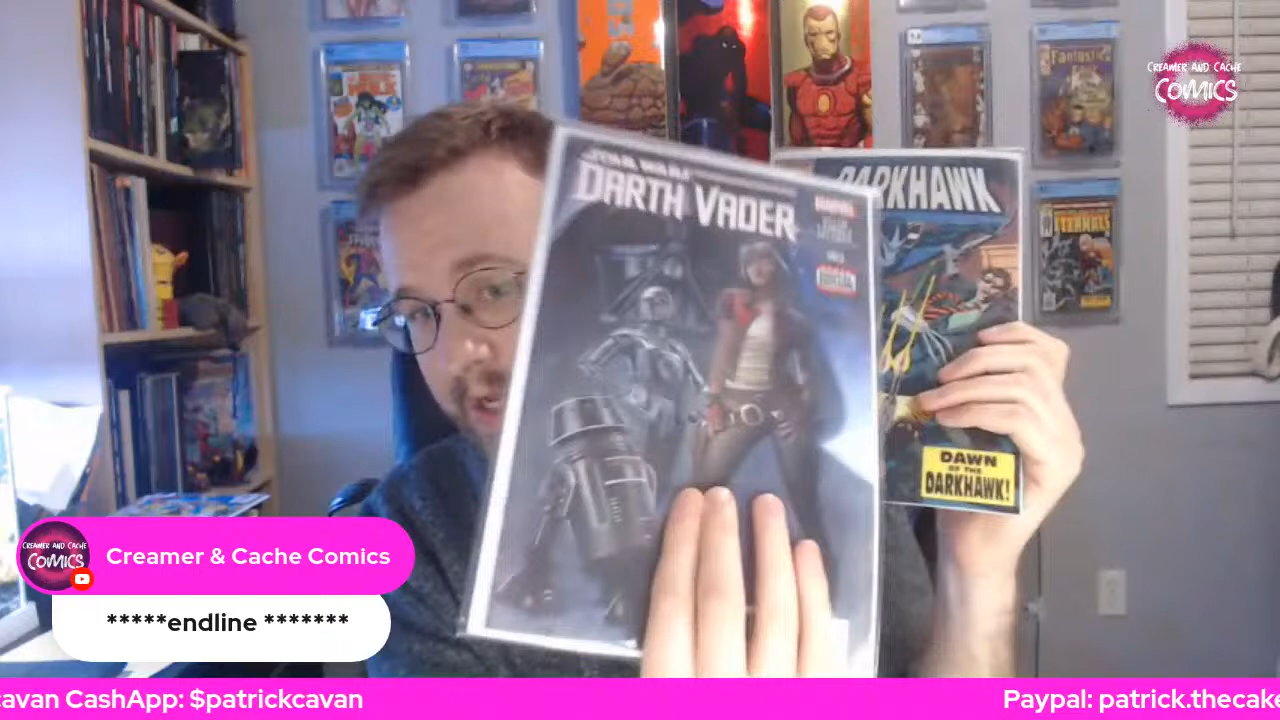 CREAMER AND CACHE
COMICS
STAR WARS
DARTH VADER
MARVEL
DARKHAWK
FANTASTIC
ETERNALS
DAWN
OF THE
DARKHAWK!
CREAMER AND CACHE
COMICS
Creamer & Cache Comics
*****endline *******
cavan CashApp: $patrickcavan
Paypal: patrick.thecake